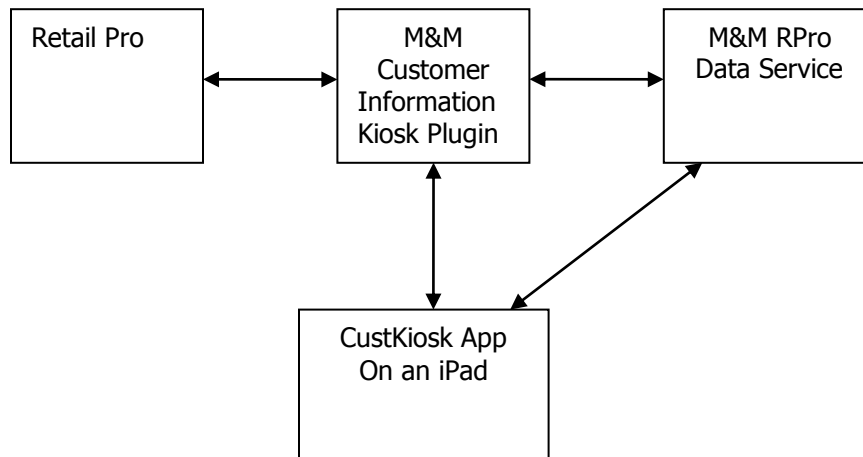 Retail Pro
M&M
Customer
Information
Kiosk Plugin
M&M RPro
Data Service
CustKiosk App
On an iPad